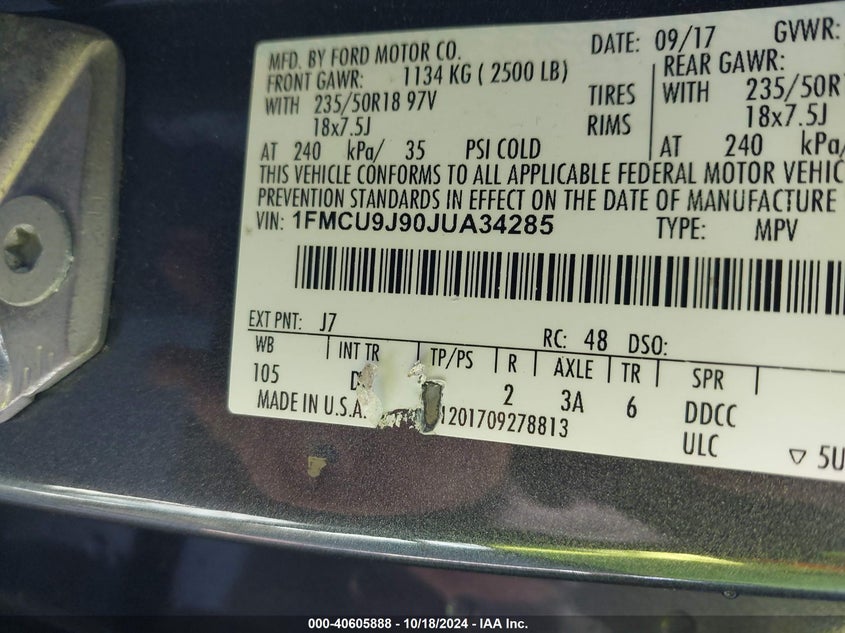 MFD. BY FORD MOTOR CO. DATE: 09/17 GVWR:
FRONT GAWR: 1134 KG ( 2500 LB) REAR GAWR:
WITH 235/50R18 97V TIRES WITH 235/50R
18x7.5J RIMS 18x7.5J
AT 240 kPa/ 35 PSI COLD AT 240 kPa/
THIS VEHICLE CONFORMS TO ALL APPLICABLE FEDERAL MOTOR VEHIC
PREVENTION STANDARDS IN EFFECT ON THE DATE OF MANUFACTURE
VIN: 1FMCU9J90JUA34285 TYPE: MPV
EXT PNT: J7 RC: 48 DSO:
WB INT TR TP/PS R AXLE TR SPR
105 2 3A 6 DDCC
MADE IN U.S.A. 1201709278813 ULC ▽ 5U
000-40605888 - 10/18/2024 - IAA Inc.